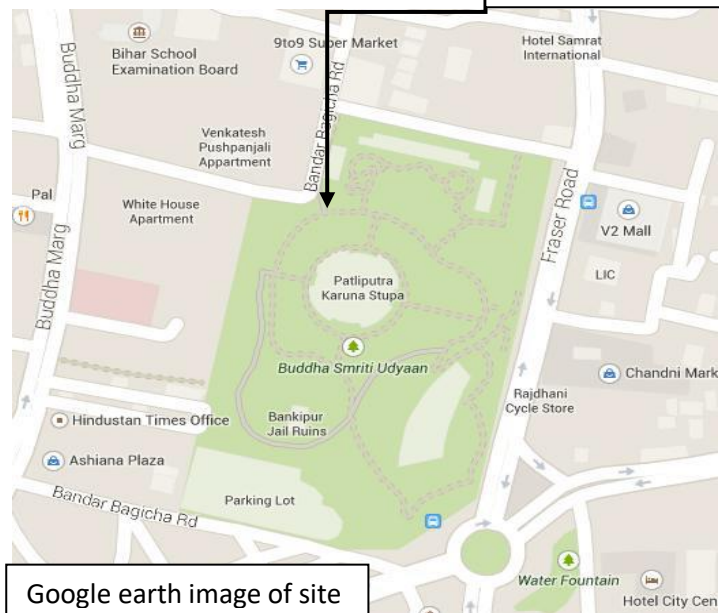 Bihar School
Examination Board
9to9 Super Market
Hotel Samrat
International
Buddha Marg
Bandar Bagicha Rd
Venkatesh
Pushpanjali
Appartment
Pal
White House
Apartment
Fraser Road
V2 Mall
LIC
Patliputra
Karuna Stupa
Buddha Marg
Buddha Smriti Udyaan
Chandni Mark
Rajdhani
Cycle Store
Hindustan Times Office
Bankipur
Jail Ruins
Ashiana Plaza
Bandar Bagicha Rd
Parking Lot
Water Fountain
Hotel City Cen
Google earth image of site